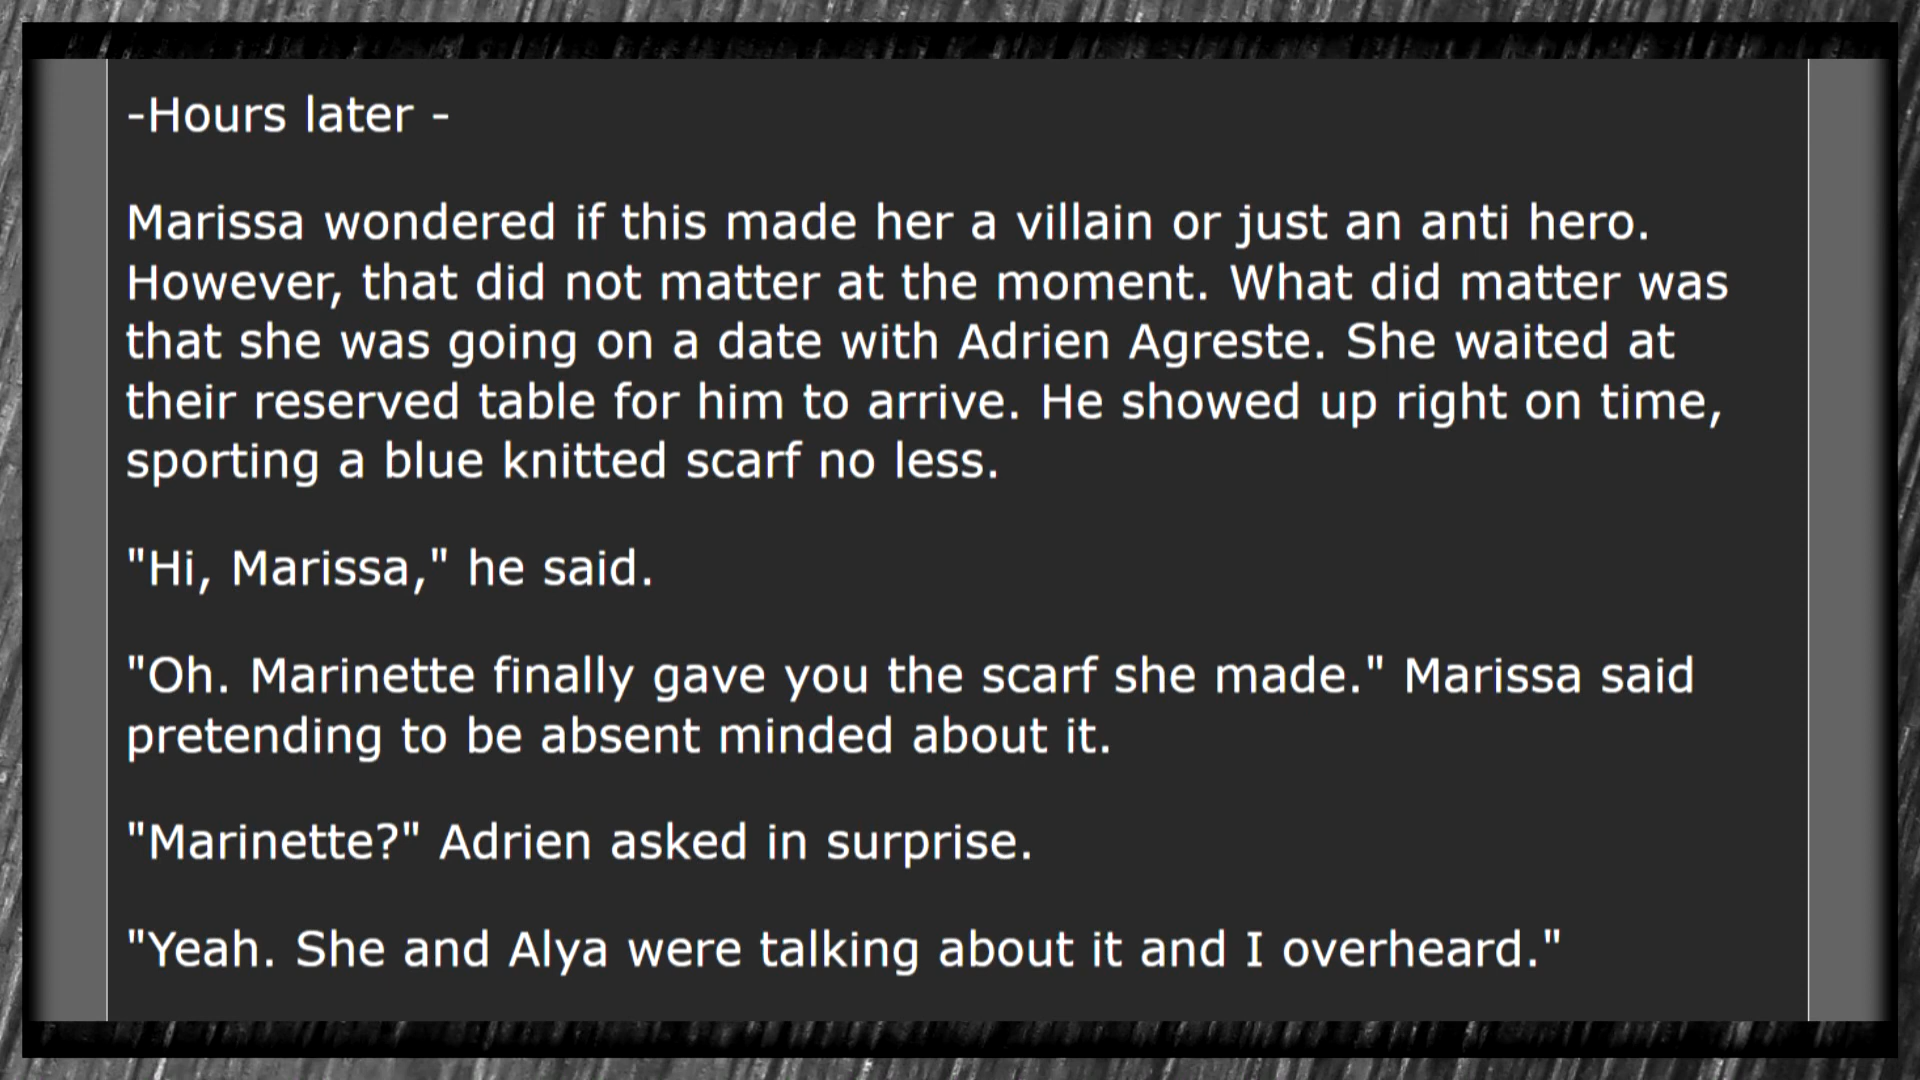 -Hours later -
Marissa wondered if this made her a villain or just an anti hero.
However, that did not matter at the moment. What did matter was
that she was going on a date with Adrien Agreste. She waited at
their reserved table for him to arrive. He showed up right on time,
sporting a blue knitted scarf no less.
"Hi, Marissa," he said.
"Oh. Marinette finally gave you the scarf she made." Marissa said
pretending to be absent minded about it.
"Marinette?" Adrien asked in surprise.
"Yeah. She and Alya were talking about it and I overheard."